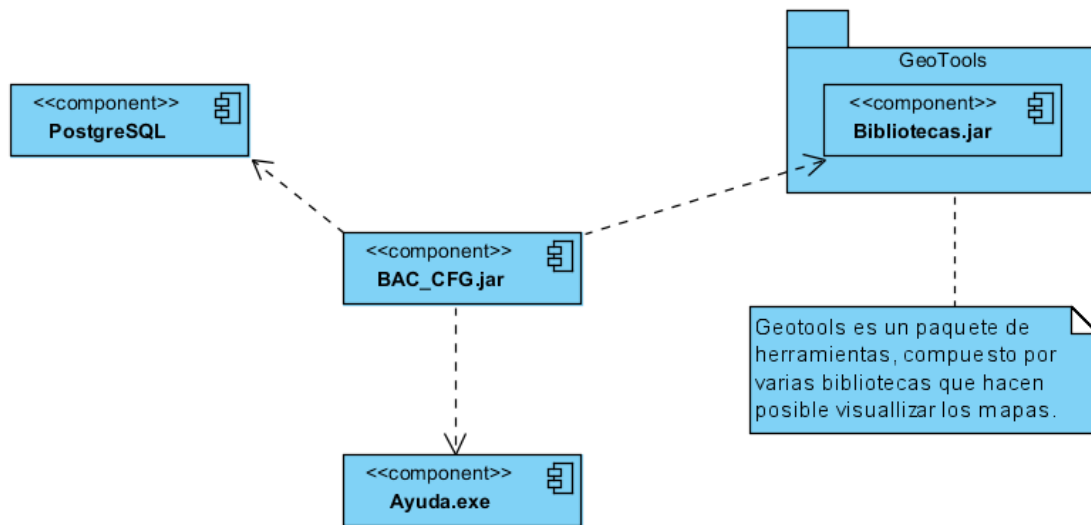 GeoTools
<<component>>
PostgreSQL
<<component>>
Bibliotecas.jar
<<component>>
BAC_CFG.jar
Geotools es un paquete de
herramientas, compuesto por
varias bibliotecas que hacen
posible visuallizar los mapas.
<<component>>
Ayuda.exe